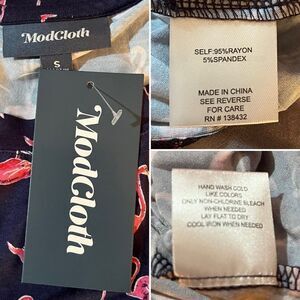 ModCloth
S
ModCloth
SELF:95%RAYON
5%SPANDEX
MADE IN CHINA
SEE REVERSE
FOR CARE
RN # 138432
HAND WASH COLD
LIKE COLORS
ONLY NON-CHLORINE BLEACH
WHEN NEEDED
LAY FLAT TO DRY
COOL IRON WHEN NEEDED